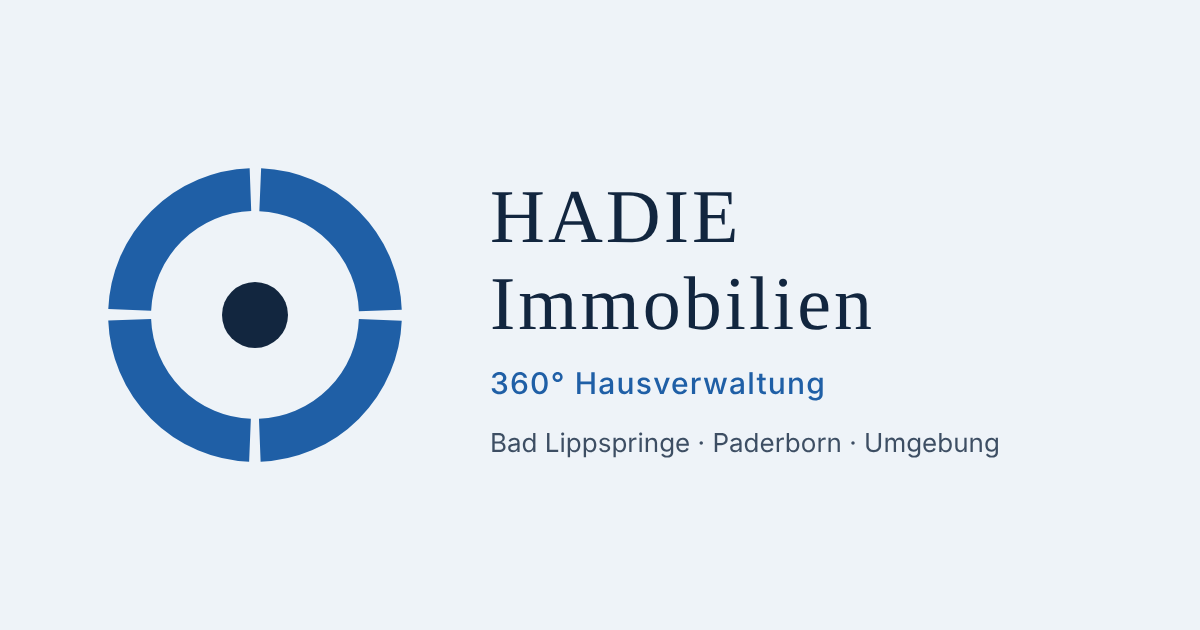 HADIE
Immobilien
360° Hausverwaltung
Bad Lippspringe · Paderborn · Umgebung